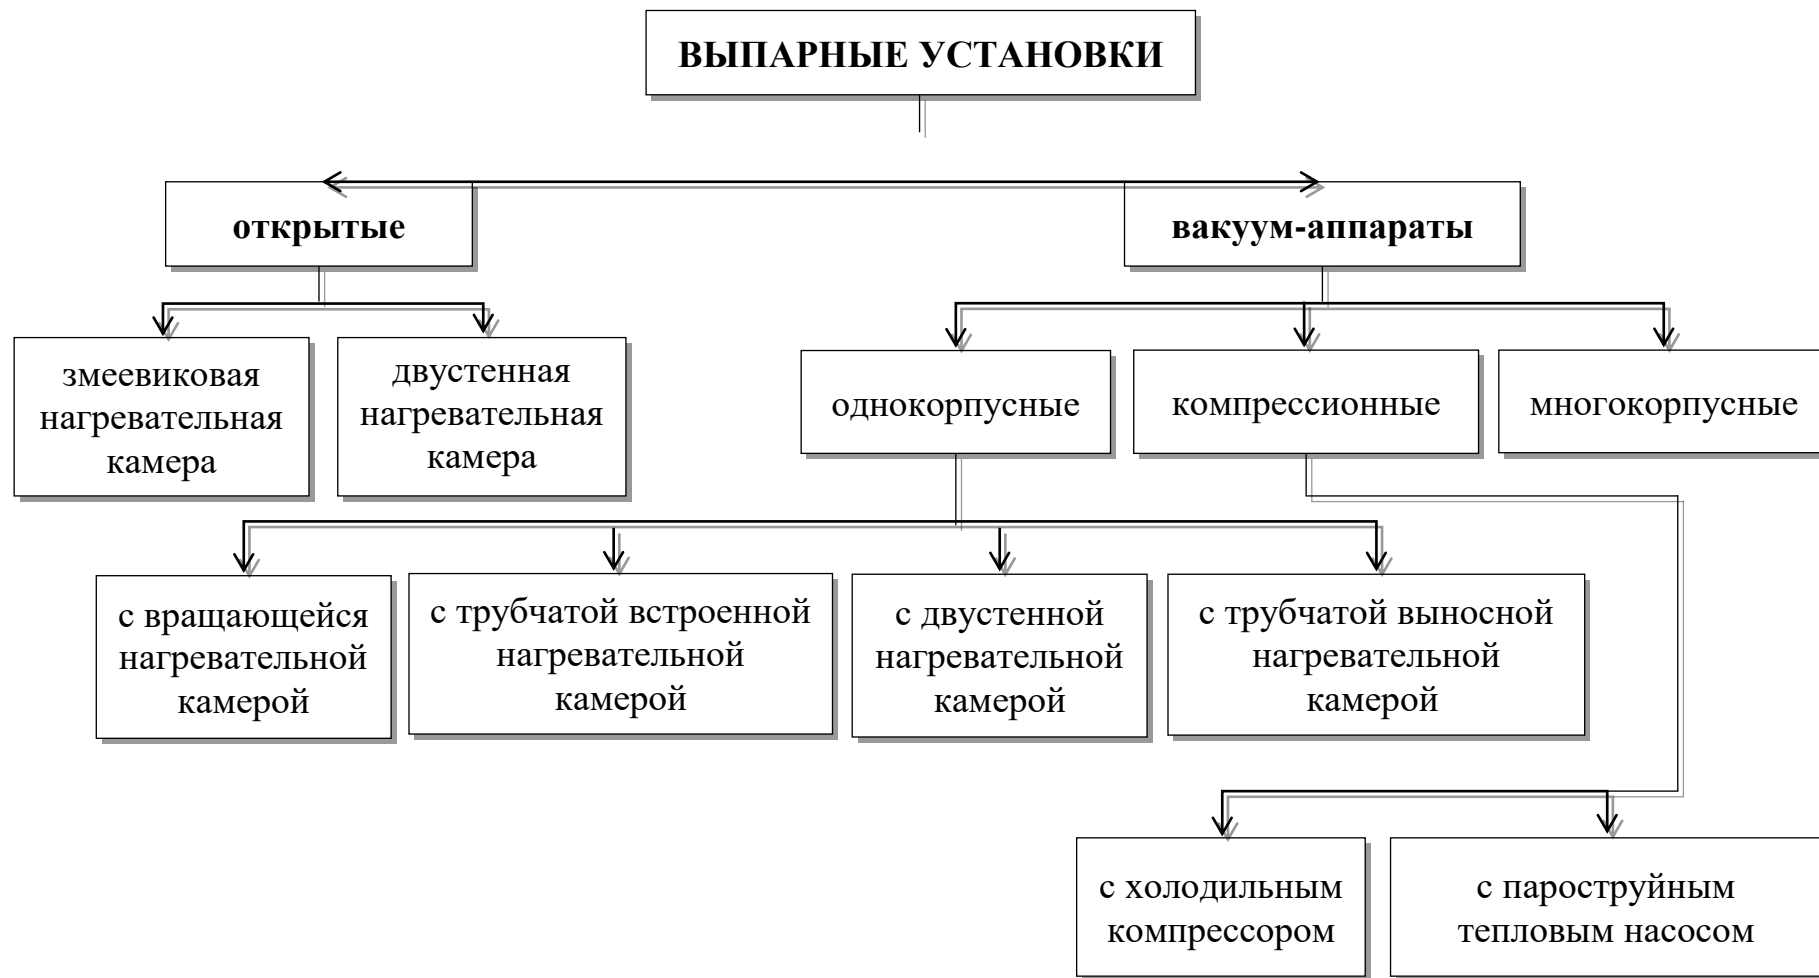 ВЫПАРНЫЕ УСТАНОВКИ
открытые
вакуум-аппараты
змеевиковая
нагревательная
камера
двустенная
нагревательная
камера
однокорпусные
компрессионные
многокорпусные
с вращающейся
нагревательной
камерой
с трубчатой встроенной
нагревательной
камерой
с двустенной
нагревательной
камерой
с трубчатой выносной
нагревательной
камерой
с холодильным
компрессором
с пароструйным
тепловым насосом